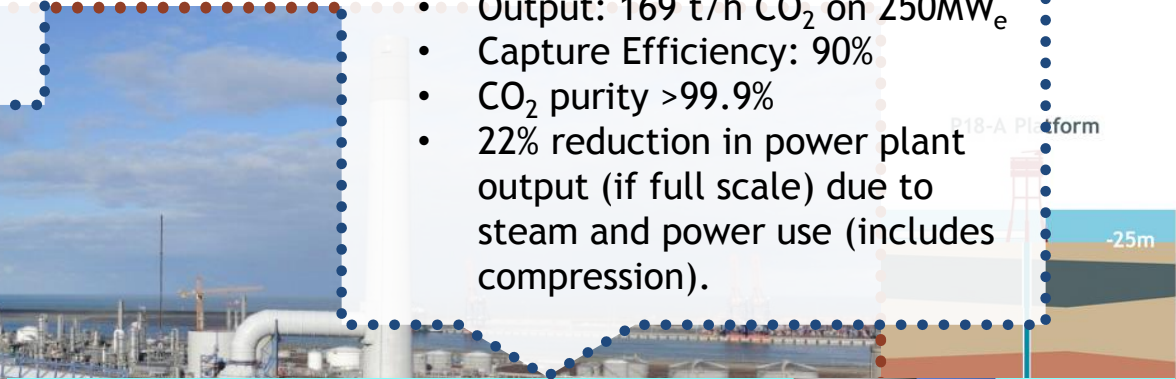 • Output: 169 t/h CO₂ on 250MWₑ
• Capture Efficiency: 90%
• CO₂ purity >99.9%
• 22% reduction in power plant
output (if full scale) due to
steam and power use (includes
compression).
P18-A Platform
-25m